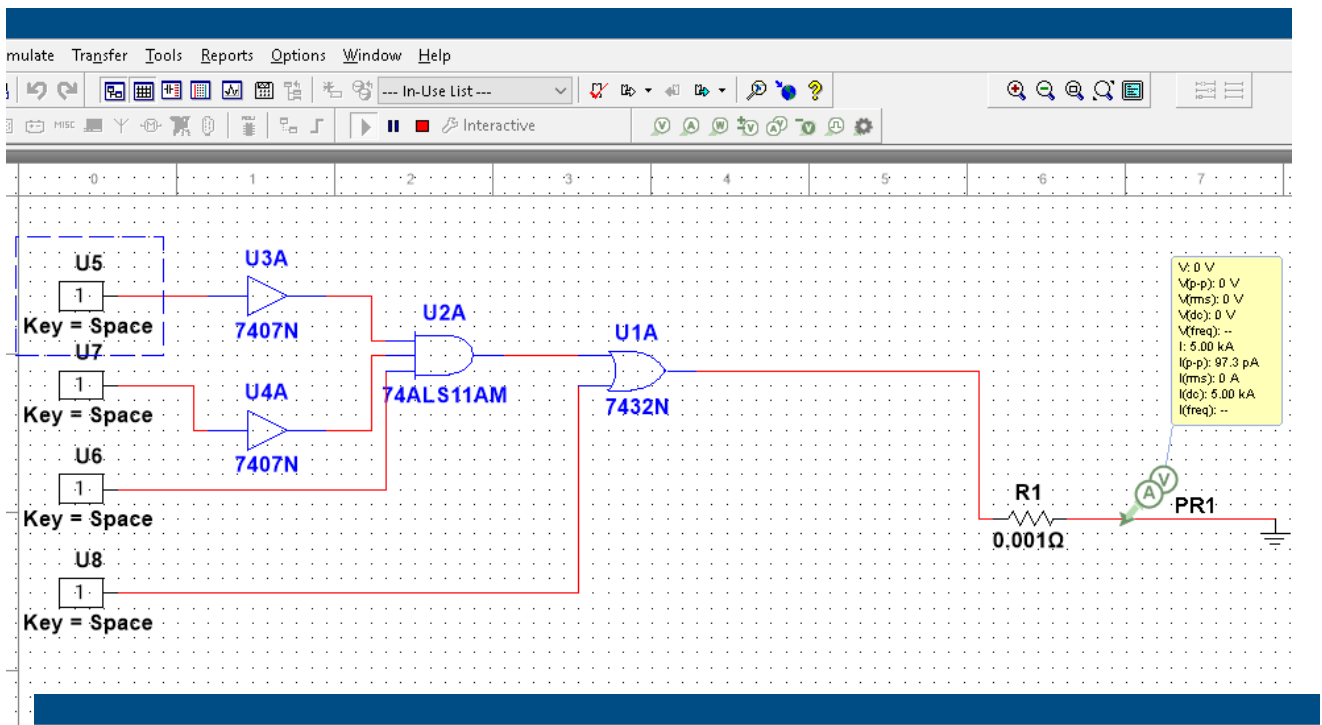 mulate Transfer Tools Reports Options Window Help
--- In-Use List ---
MISC Interactive
V A W V A V V
0 1 2 3 4 5 6 7
U5
1
Key = Space
U3A
7407N
U7
1
Key = Space
U4A
7407N
U2A
74ALS11AM
U1A
7432N
U6
1
Key = Space
U8
1
Key = Space
R1
0.001Ω
A V
PR1
V: 0 V
V(p-p): 0 V
V(rms): 0 V
V(dc): 0 V
V(freq): --
I: 5.00 kA
I(p-p): 97.3 pA
I(rms): 0 A
I(dc): 5.00 kA
I(freq): --